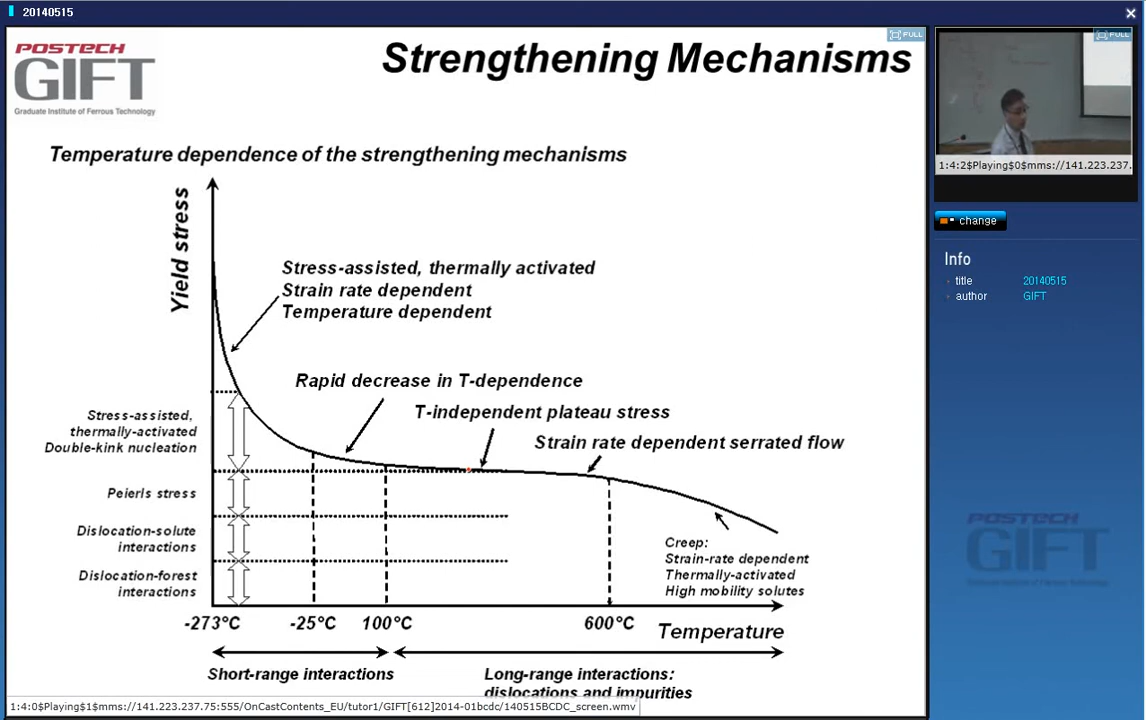 20140515
POSTECH
GIFT
Graduate Institute of Ferrous Technology
FULL
Strengthening Mechanisms
Temperature dependence of the strengthening mechanisms
Yield stress
Stress-assisted, thermally activated
Strain rate dependent
Temperature dependent
Rapid decrease in T-dependence
T-independent plateau stress
Strain rate dependent serrated flow
Stress-assisted,
thermally-activated
Double-kink nucleation
Peierls stress
Dislocation-solute
interactions
Dislocation-forest
interactions
Creep:
Strain-rate dependent
Thermally-activated
High mobility solutes
-273°C
-25°C
100°C
600°C
Temperature
Short-range interactions
Long-range interactions:
dislocations and impurities
1:4:0$Playing$1$mms://141.223.237.75:555/OnCastContents_EU/tutor1/GIFT[612]2014-01bcdc/140515BCDC_screen.wmv
FULL
1:4:2$Playing$0$mms://141.223.237.
change
Info
title 20140515
author GIFT
POSTECH
GIFT
Graduate Institute of Ferrous Technology